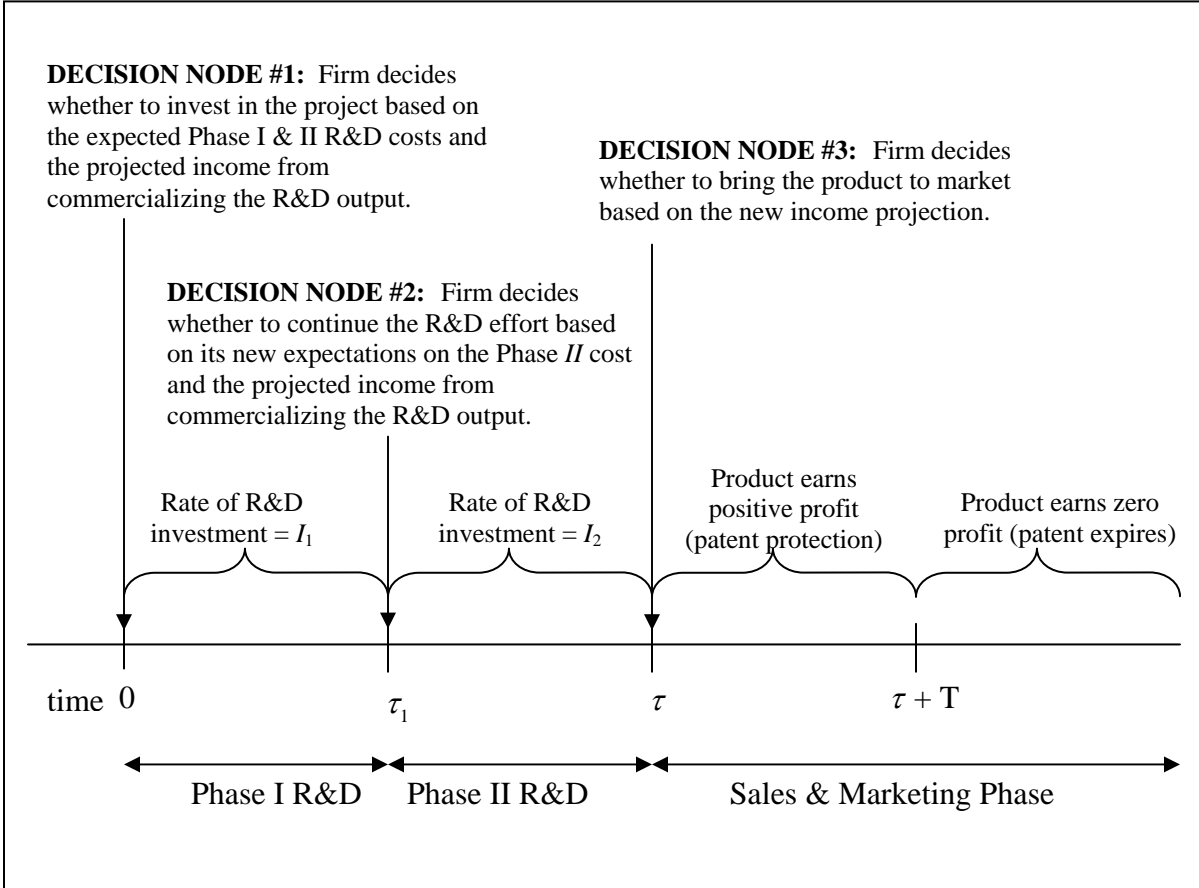 DECISION NODE #1: Firm decides
whether to invest in the project based on
the expected Phase I & II R&D costs and
the projected income from
commercializing the R&D output.
DECISION NODE #3: Firm decides
whether to bring the product to market
based on the new income projection.
DECISION NODE #2: Firm decides
whether to continue the R&D effort based
on its new expectations on the Phase II cost
and the projected income from
commercializing the R&D output.
Rate of R&D
investment = I₁
Rate of R&D
investment = I₂
Product earns
positive profit
(patent protection)
Product earns zero
profit (patent expires)
time 0 τ₁ τ τ + T
Phase I R&D Phase II R&D Sales & Marketing Phase